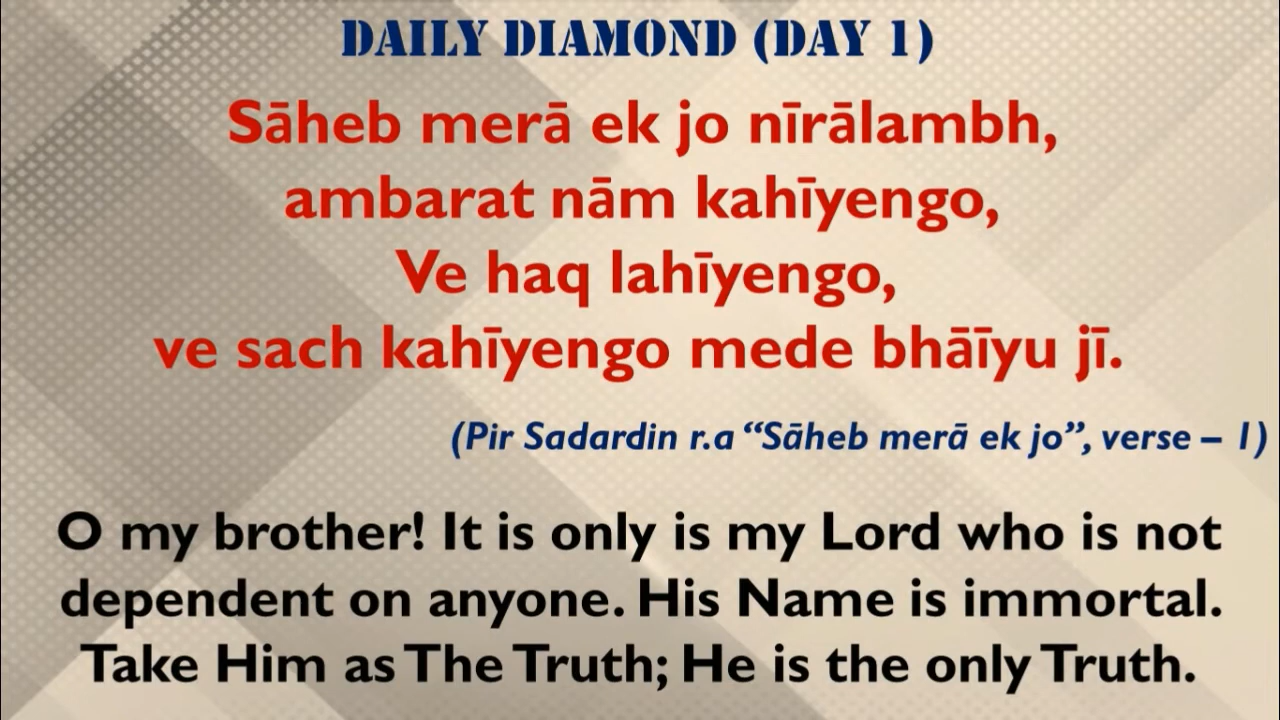 DAILY DIAMOND (DAY 1)
Sāheb merā ek jo nīrālambh,
ambarat nām kahīyengo,
Ve haq lahīyengo,
ve sach kahīyengo mede bhāīyu jī.
(Pir Sadardin r.a “Sāheb merā ek jo”, verse – 1)
O my brother! It is only is my Lord who is not
dependent on anyone. His Name is immortal.
Take Him as The Truth; He is the only Truth.